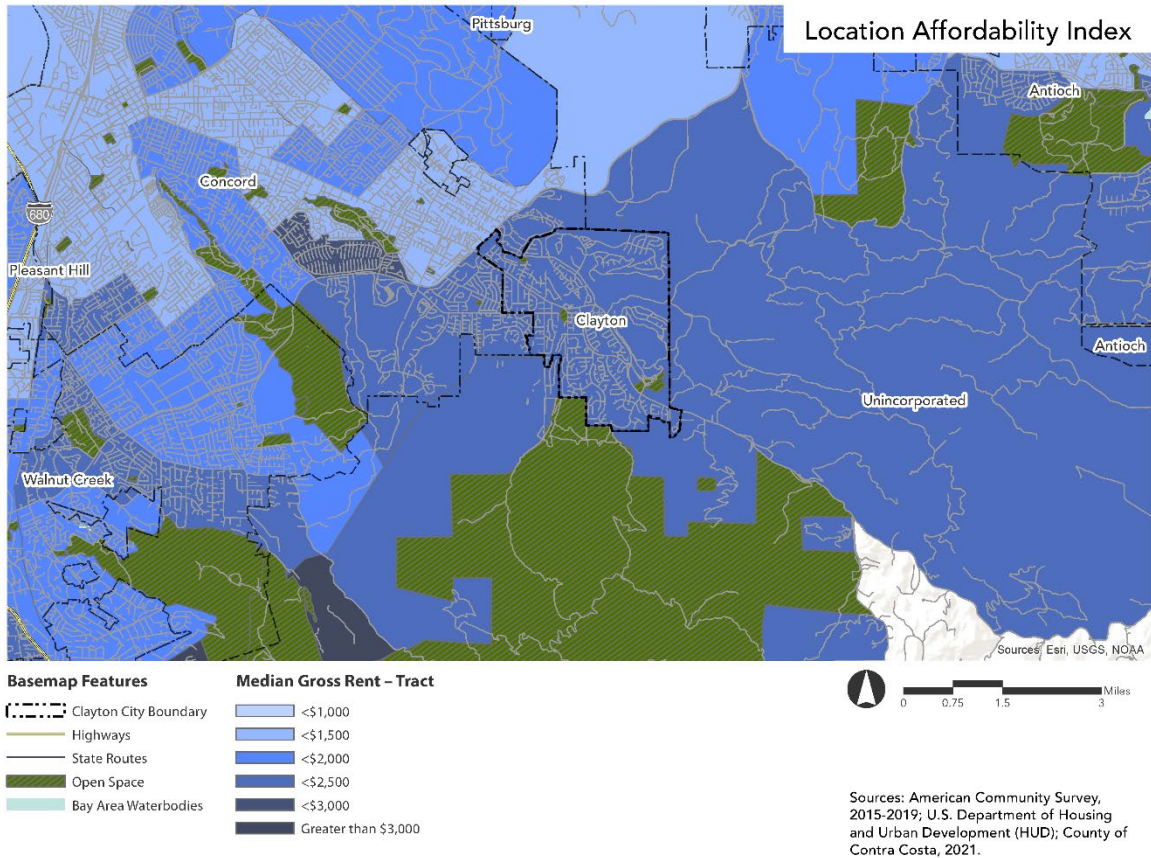 Location Affordability Index
Pittsburg
Antioch
Concord
680
Pleasant Hill
Clayton
Antioch
Unincorporated
Walnut Creek
Sources: Esri, USGS, NOAA
Basemap Features
Clayton City Boundary
Highways
State Routes
Open Space
Bay Area Waterbodies
Median Gross Rent – Tract
<$1,000
<$1,500
<$2,000
<$2,500
<$3,000
Greater than $3,000
0 0.75 1.5 3 Miles
Sources: American Community Survey,
2015-2019; U.S. Department of Housing
and Urban Development (HUD); County of
Contra Costa, 2021.